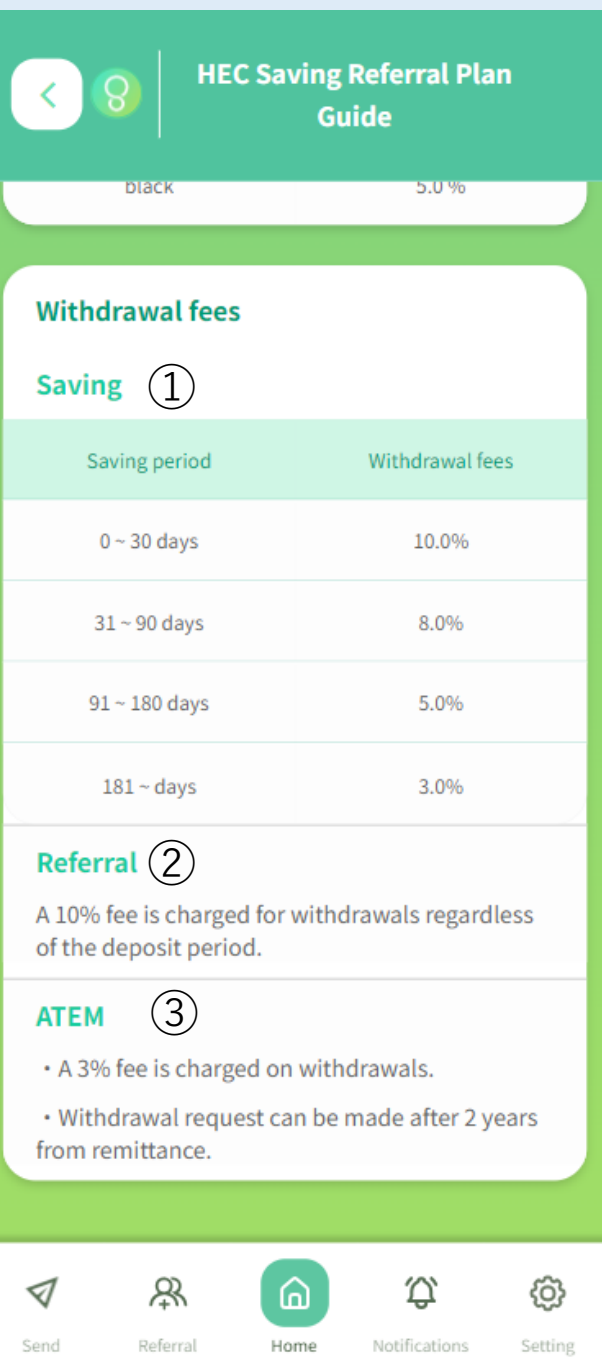 HEC Saving Referral Plan
Guide
black 5.0 %
Withdrawal fees
Saving ①
Saving period Withdrawal fees
0 ~ 30 days 10.0%
31 ~ 90 days 8.0%
91 ~ 180 days 5.0%
181 ~ days 3.0%
Referral ②
A 10% fee is charged for withdrawals regardless
of the deposit period.
ATEM ③
・A 3% fee is charged on withdrawals.
・Withdrawal request can be made after 2 years
from remittance.
Send Referral Home Notifications Setting